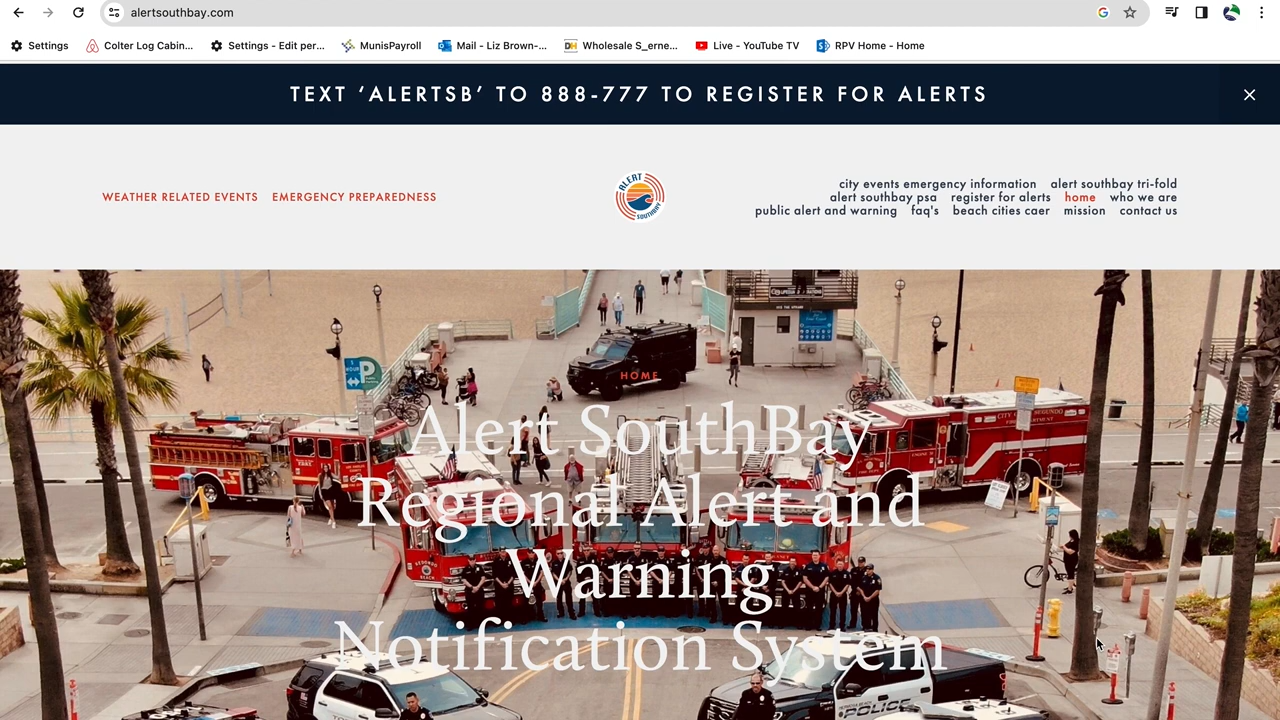 alertsouthbay.com
Settings
Colter Log Cabin...
Settings - Edit per...
MunisPayroll
Mail - Liz Brown-...
Wholesale S_erne...
Live - YouTube TV
RPV Home - Home
TEXT ‘ALERTSB’ TO 888-777 TO REGISTER FOR ALERTS
WEATHER RELATED EVENTS EMERGENCY PREPAREDNESS
ALERT
SOUTHBAY
city events emergency information alert southbay tri-fold
alert southbay psa register for alerts home who we are
public alert and warning faq's beach cities caer mission contact us
HOME
Alert SouthBay
Regional Alert and
Warning
Notification System
POLICE